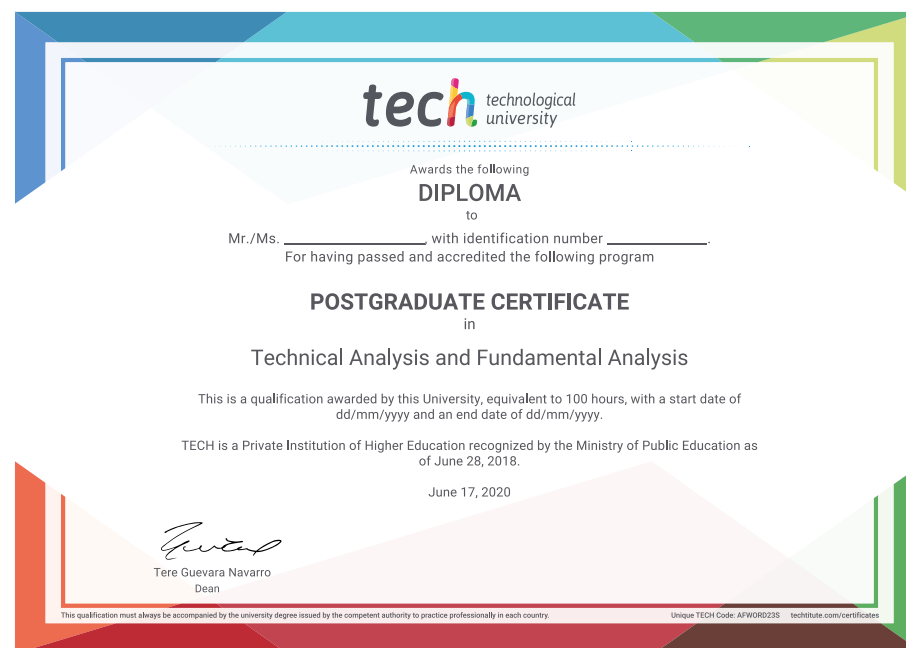 tech technological
university
Awards the following
DIPLOMA
to
Mr./Ms. ____________________, with identification number ______________.
For having passed and accredited the following program
POSTGRADUATE CERTIFICATE
in
Technical Analysis and Fundamental Analysis
This is a qualification awarded by this University, equivalent to 100 hours, with a start date of
dd/mm/yyyy and an end date of dd/mm/yyyy.
TECH is a Private Institution of Higher Education recognized by the Ministry of Public Education as
of June 28, 2018.
June 17, 2020
Tere Guevara Navarro
Dean
This qualification must always be accompanied by the university degree issued by the competent authority to practice professionally in each country.
Unique TECH Code: AFWORD23S techtitute.com/certificates